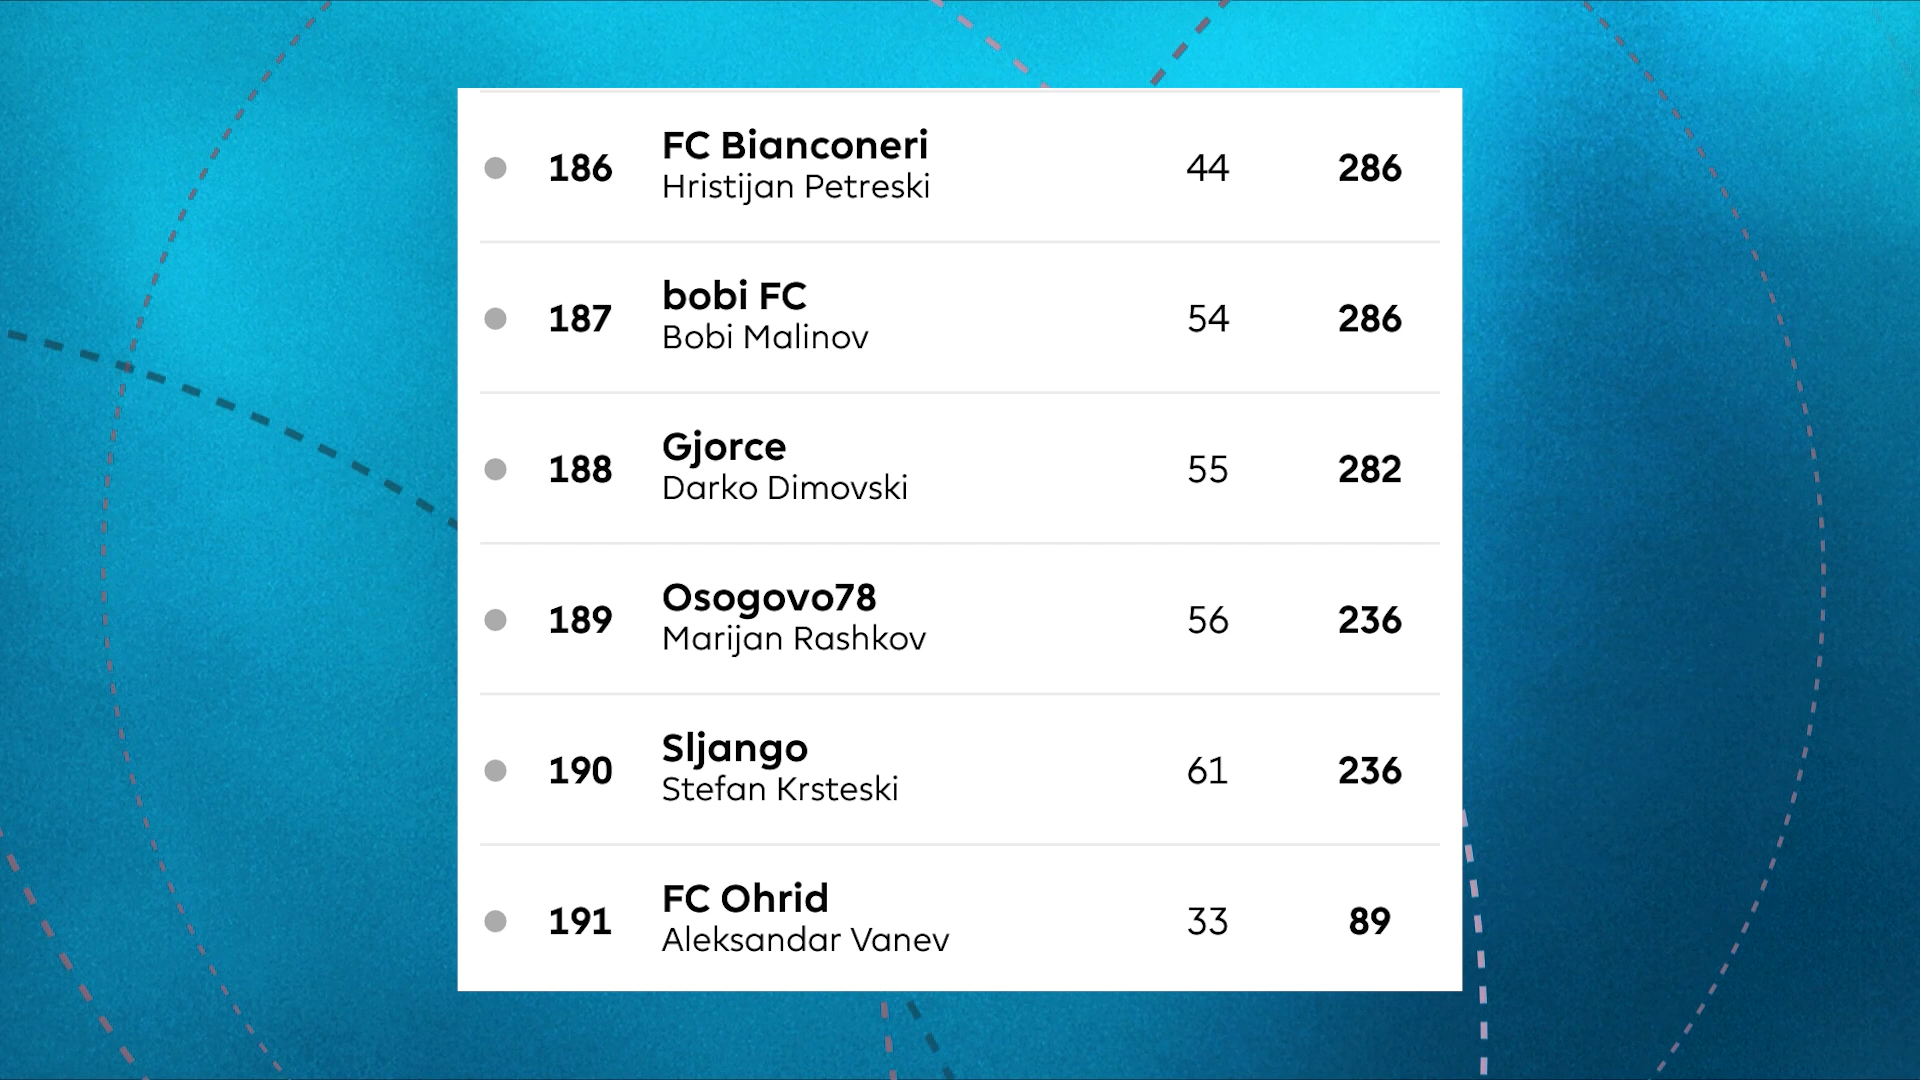 186 FC Bianconeri 44 286
Hristijan Petreski
187 bobi FC 54 286
Bobi Malinov
188 Gjorce 55 282
Darko Dimovski
189 Osogovo78 56 236
Marijan Rashkov
190 Sljango 61 236
Stefan Krsteski
191 FC Ohrid 33 89
Aleksandar Vanev